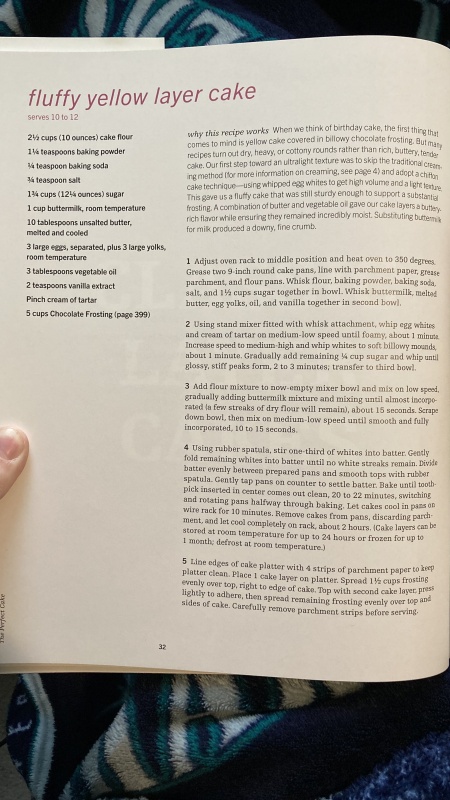 fluffy yellow layer cake
serves 10 to 12
2½ cups (10 ounces) cake flour
1¼ teaspoons baking powder
¼ teaspoon baking soda
¾ teaspoon salt
1¾ cups (12¼ ounces) sugar
1 cup buttermilk, room temperature
10 tablespoons unsalted butter,
melted and cooled
3 large eggs, separated, plus 3 large yolks,
room temperature
3 tablespoons vegetable oil
2 teaspoons vanilla extract
Pinch cream of tartar
5 cups Chocolate Frosting (page 399)
why this recipe works When we think of birthday cake, the first thing that
comes to mind is yellow cake covered in billowy chocolate frosting. But many
recipes turn out dry, heavy, or cottony rounds rather than rich, buttery, tender
cake. Our first step toward an ultralight texture was to skip the traditional cream-
ing method (for more information on creaming, see page 4) and adopt a chiffon
cake technique—using whipped egg whites to get high volume and a light texture.
This gave us a fluffy cake that was still sturdy enough to support a substantial
frosting. A combination of butter and vegetable oil gave our cake layers a buttery-
rich flavor while ensuring they remained incredibly moist. Substituting buttermilk
for milk produced a downy, fine crumb.
1 Adjust oven rack to middle position and heat oven to 350 degrees.
Grease two 9-inch round cake pans, line with parchment paper, grease
parchment, and flour pans. Whisk flour, baking powder, baking soda,
salt, and 1½ cups sugar together in bowl. Whisk buttermilk, melted
butter, egg yolks, oil, and vanilla together in second bowl.
2 Using stand mixer fitted with whisk attachment, whip egg whites
and cream of tartar on medium-low speed until foamy, about 1 minute.
Increase speed to medium-high and whip whites to soft billowy mounds,
about 1 minute. Gradually add remaining ¼ cup sugar and whip until
glossy, stiff peaks form, 2 to 3 minutes; transfer to third bowl.
3 Add flour mixture to now-empty mixer bowl and mix on low speed,
gradually adding buttermilk mixture and mixing until almost incorpo-
rated (a few streaks of dry flour will remain), about 15 seconds. Scrape
down bowl, then mix on medium-low speed until smooth and fully
incorporated, 10 to 15 seconds.
4 Using rubber spatula, stir one-third of whites into batter. Gently
fold remaining whites into batter until no white streaks remain. Divide
batter evenly between prepared pans and smooth tops with rubber
spatula. Gently tap pans on counter to settle batter. Bake until tooth-
pick inserted in center comes out clean, 20 to 22 minutes, switching
and rotating pans halfway through baking. Let cakes cool in pans on
wire rack for 10 minutes. Remove cakes from pans, discarding parch-
ment, and let cool completely on rack, about 2 hours. (Cake layers can be
stored at room temperature for up to 24 hours or frozen for up to
1 month; defrost at room temperature.)
5 Line edges of cake platter with 4 strips of parchment paper to keep
platter clean. Place 1 cake layer on platter. Spread 1½ cups frosting
evenly over top, right to edge of cake. Top with second cake layer, press
lightly to adhere, then spread remaining frosting evenly over top and
sides of cake. Carefully remove parchment strips before serving.
The Perfect Cake
32